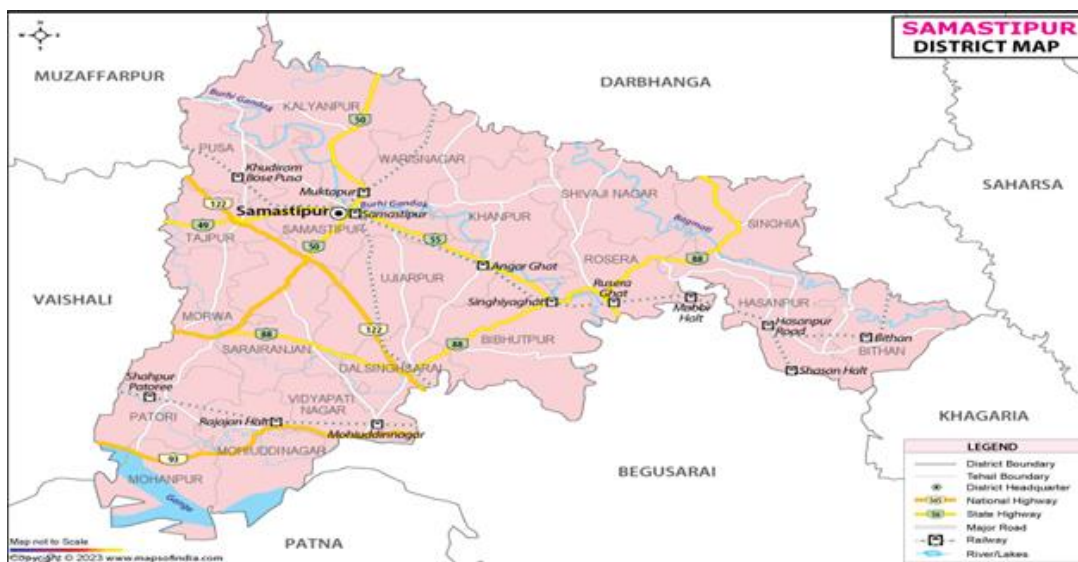 SAMASTIPUR
DISTRICT MAP
MUZAFFARPUR
DARBHANGA
SAHARSA
VAISHALI
KHAGARIA
BEGUSARAI
PATNA
N
W
E
S
Burhi Gandak
KALYANPUR
50
PUSA
WARISNAGAR
Khudiram
Bose Pusa
Muktapur
122
Samastipur
Samastipur
Burhi Gandak
SHIVAJI NAGAR
KHANPUR
49
TAJPUR
SAMASTIPUR
50
55
Bagmati
SINGHIA
ROSERA
88
UJIARPUR
Angar Ghat
Rusera
Ghat
Singhiyaghat
Mabbi
Halt
HASANPUR
Hasanpur
Road
Bithan
BITHAN
Shasan Halt
MORWA
88
122
88
BIBHUTPUR
SARAIRANJAN
DALSINGHSARAI
Shahpur
Patoree
VIDYAPATI
NAGAR
PATORI
Rajajan Halt
Mohiuddinnagar
MOHIUDDINAGAR
93
MOHANPUR
Ganga
LEGEND
District Boundary
Tehsil Boundary
District Headquarter
National Highway
State Highway
Major Road
Railway
River/Lakes
Map not to Scale
Copyright © 2023 www.mapsofindia.com